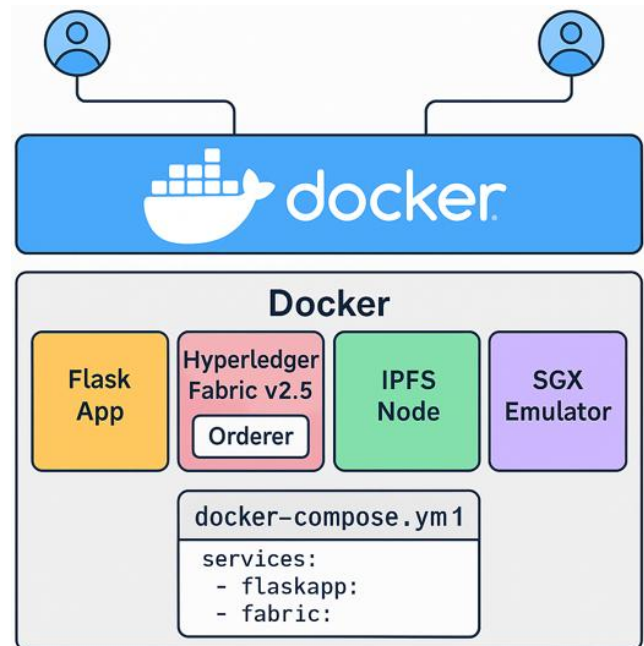 docker
Docker
Flask
App
Hyperledger
Fabric v2.5
Orderer
IPFS
Node
SGX
Emulator
docker-compose.ym1
services:
- flaskapp:
- fabric: